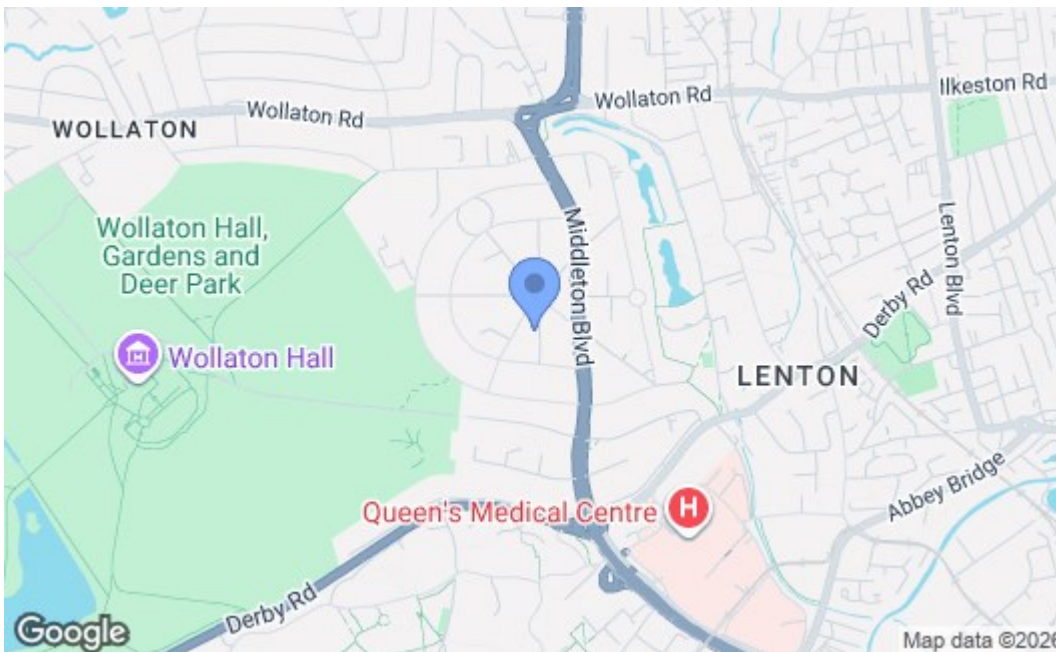 Wollaton Rd
Wollaton Rd
Ilkeston Rd
WOLLATON
Wollaton Hall,
Gardens and
Deer Park
Middleton Blvd
Lenton Blvd
Derby Rd
Wollaton Hall
LENTON
Abbey Bridge
Queen's Medical Centre
H
Derby Rd
Google
Map data ©2026